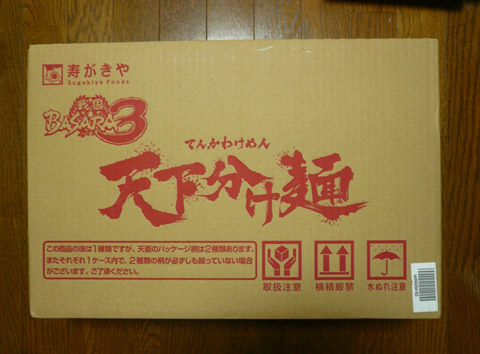 寿がきや
Sugakiya Foods
戦国
BASARA3
てんかわけめん
天下分け麺
この商品の味は1種類ですが、天面のパッケージ柄は2種類あります。
またそれぞれ1ケース内で、2種類の柄が必ずしも揃っていない場合
がございます。ご了承ください。
取扱注意
横積厳禁
水ぬれ注意